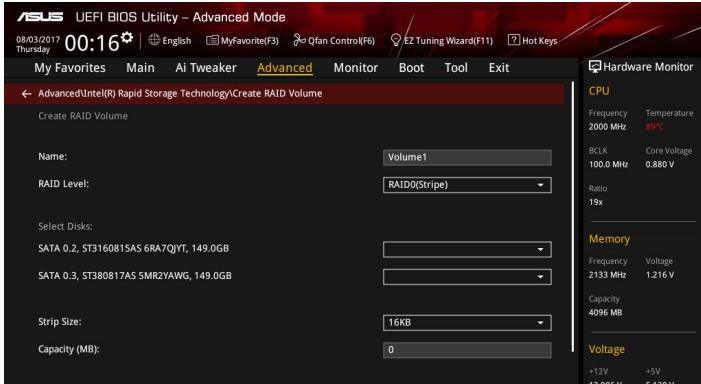 ASUS UEFI BIOS Utility – Advanced Mode
08/03/2017 Thursday 00:16 English MyFavorite(F3) Qfan Control(F6) EZ Tuning Wizard(F11) ? Hot Keys
My Favorites Main Ai Tweaker Advanced Monitor Boot Tool Exit
Hardware Monitor
← Advanced\Intel(R) Rapid Storage Technology\Create RAID Volume
Create RAID Volume
Name: Volume1
RAID Level: RAID0(Stripe)
Select Disks:
SATA 0.2, ST3160815AS 6RA7QJYT, 149.0GB
SATA 0.3, ST380817AS 5MR2YAWG, 149.0GB
Strip Size: 16KB
Capacity (MB): 0
CPU
Frequency Temperature
2000 MHz 89°C
BCLK Core Voltage
100.0 MHz 0.880 V
Ratio
19x
Memory
Frequency Voltage
2133 MHz 1.216 V
Capacity
4096 MB
Voltage
+12V +5V